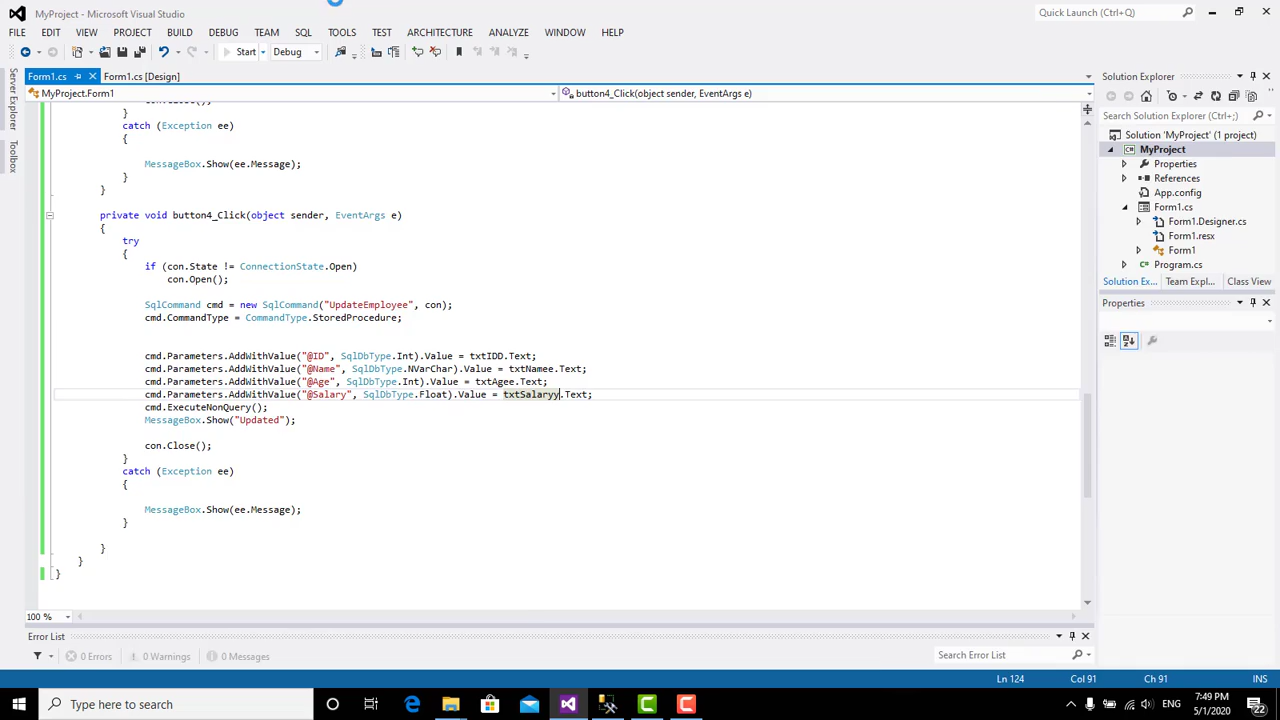 MyProject - Microsoft Visual Studio
Quick Launch (Ctrl+Q)
FILE EDIT VIEW PROJECT BUILD DEBUG TEAM SQL TOOLS TEST ARCHITECTURE ANALYZE WINDOW HELP
Start Debug
Form1.cs Form1.cs [Design]
MyProject.Form1 button4_Click(object sender, EventArgs e)
Server Explorer
Toolbox
}
catch (Exception ee)
{
MessageBox.Show(ee.Message);
}
}
private void button4_Click(object sender, EventArgs e)
{
try
{
if (con.State != ConnectionState.Open)
con.Open();
SqlCommand cmd = new SqlCommand("UpdateEmployee", con);
cmd.CommandType = CommandType.StoredProcedure;
cmd.Parameters.AddWithValue("@ID", SqlDbType.Int).Value = txtIDD.Text;
cmd.Parameters.AddWithValue("@Name", SqlDbType.NVarChar).Value = txtNamee.Text;
cmd.Parameters.AddWithValue("@Age", SqlDbType.Int).Value = txtAgee.Text;
cmd.Parameters.AddWithValue("@Salary", SqlDbType.Float).Value = txtSalaryy.Text;
cmd.ExecuteNonQuery();
MessageBox.Show("Updated");
con.Close();
}
catch (Exception ee)
{
MessageBox.Show(ee.Message);
}
}
}
}
100 %
Error List
0 Errors 0 Warnings 0 Messages
Search Error List
Solution Explorer
Search Solution Explorer (Ctrl+;)
Solution 'MyProject' (1 project)
MyProject
Properties
References
App.config
Form1.cs
Form1.Designer.cs
Form1.resx
Form1
Program.cs
Solution Ex... Team Expl... Class View
Properties
Ln 124 Col 91 Ch 91 INS
Type here to search
ENG
7:49 PM
5/1/2020
22